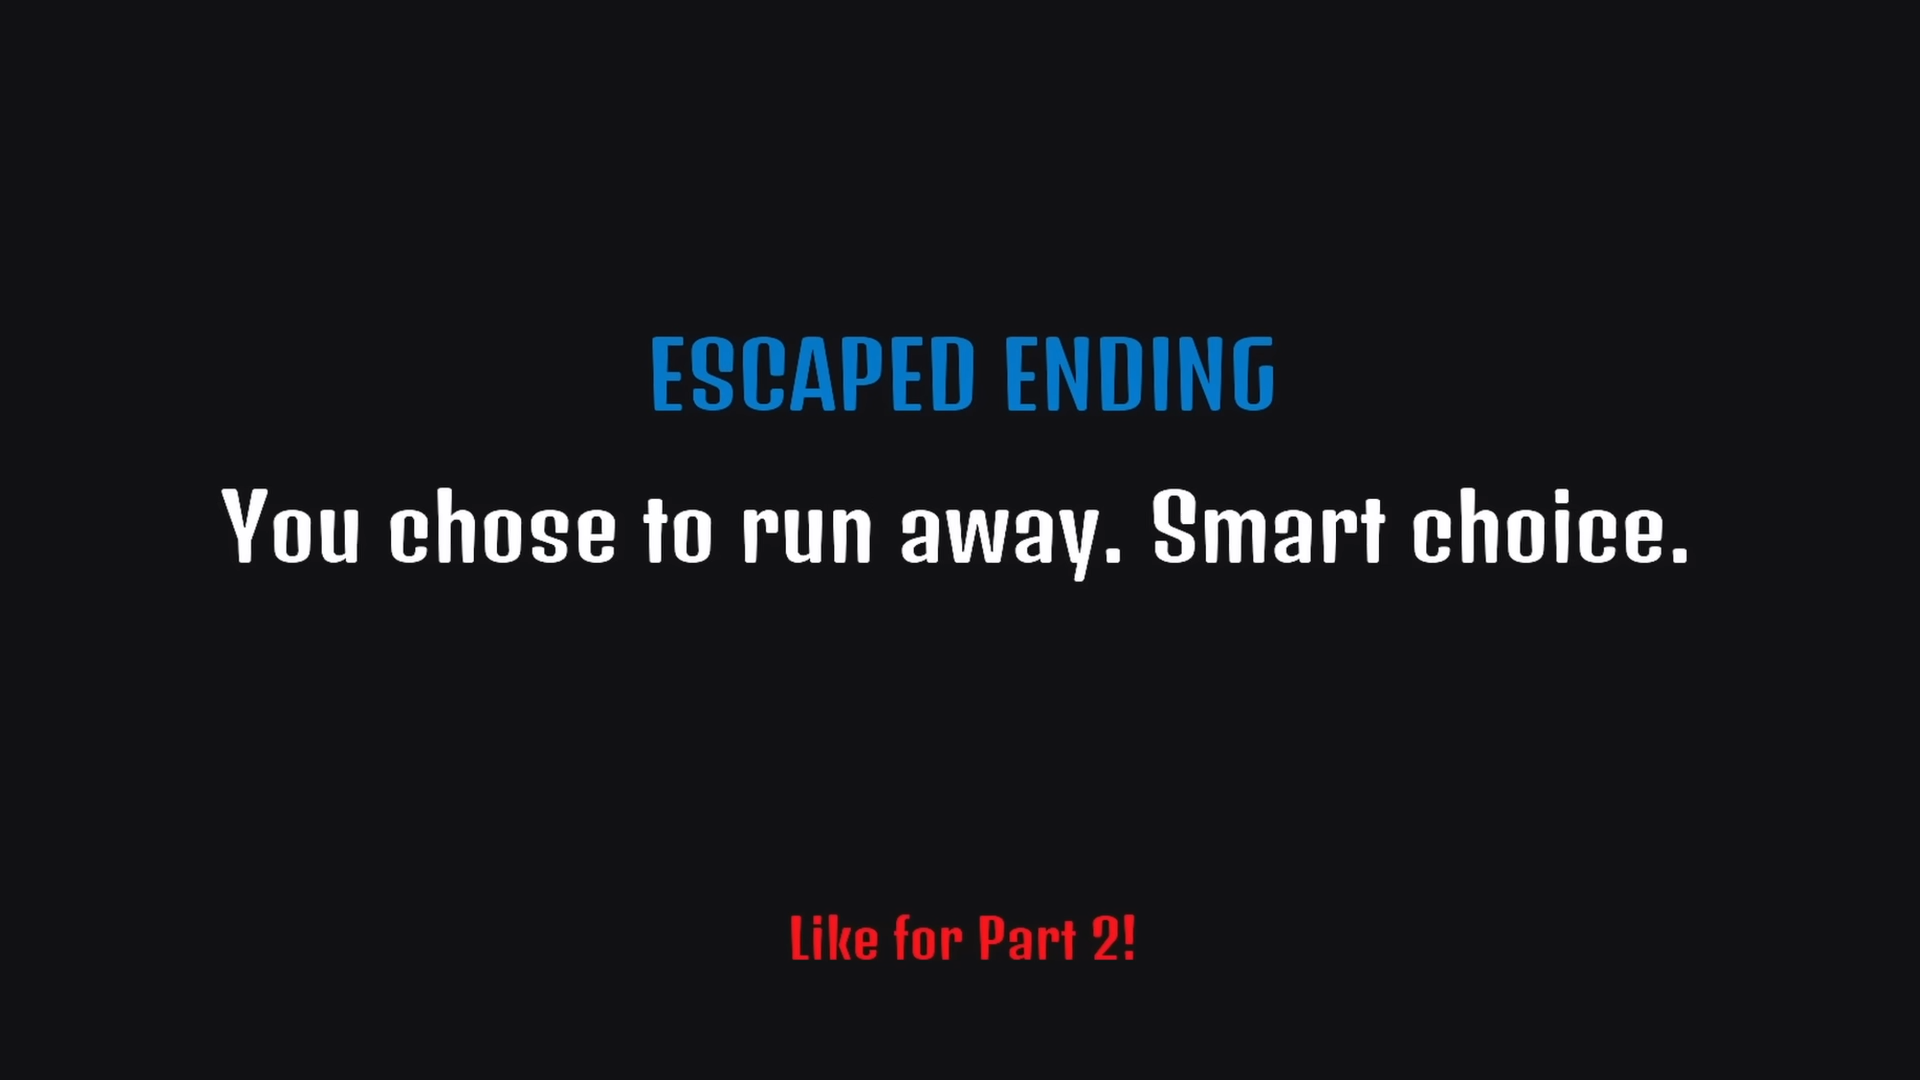 ESCAPED ENDING
You chose to run away. Smart choice.
Like for Part 2!